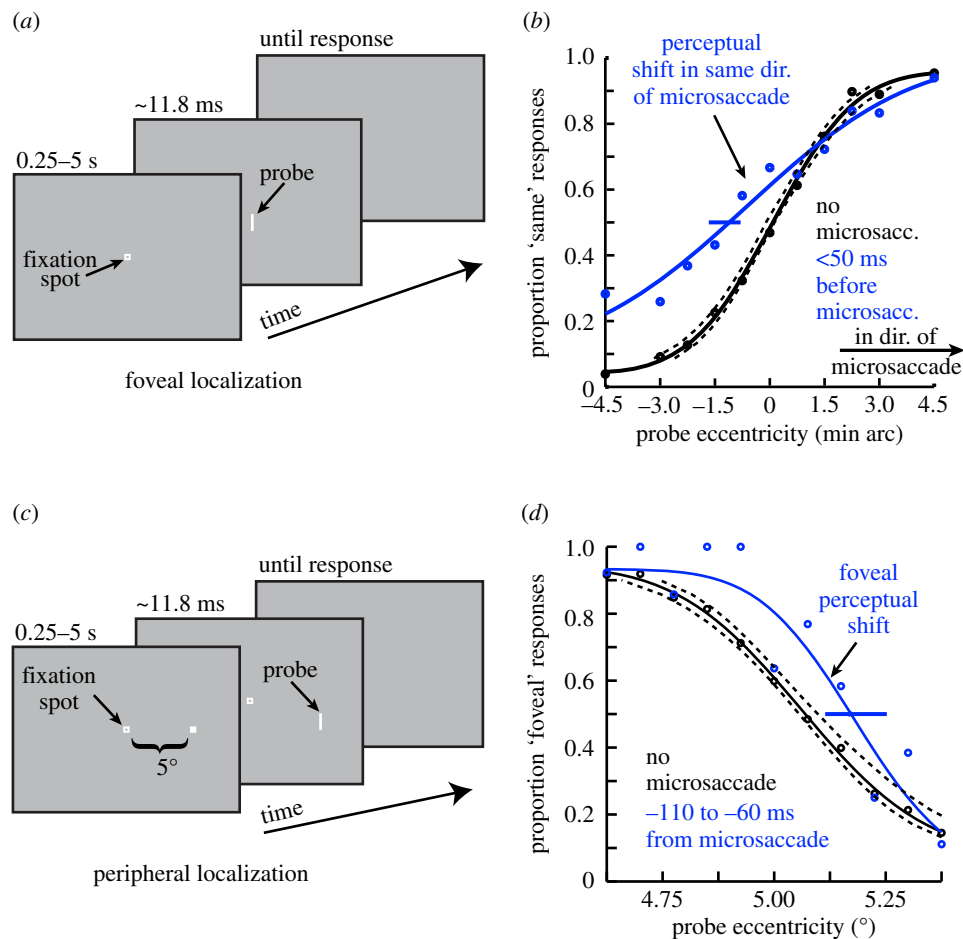 (a)
until response
~11.8 ms
0.25–5 s
probe
fixation
spot
time
foveal localization
(b)
perceptual
shift in same dir.
of microsaccade
no
microsacc.
<50 ms
before
microsacc.
in dir. of
microsaccade
proportion ‘same’ responses
1.0
0.8
0.6
0.4
0.2
0
–4.5
–3.0
–1.5
0
1.5
3.0
4.5
probe eccentricity (min arc)
(c)
until response
~11.8 ms
0.25–5 s
fixation
spot
probe
5°
time
peripheral localization
(d)
foveal
perceptual
shift
no
microsaccade
–110 to –60 ms
from microsaccade
proportion ‘foveal’ responses
1.0
0.8
0.6
0.4
0.2
0
4.75
5.00
5.25
probe eccentricity (°)